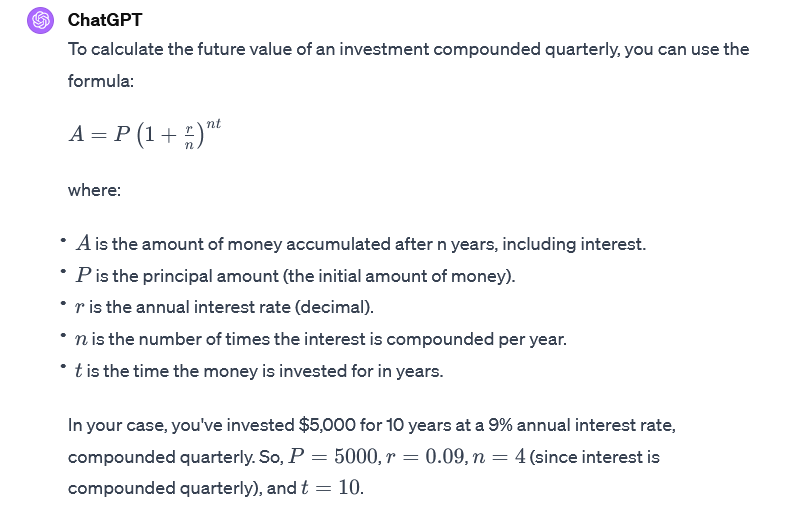 ChatGPT
To calculate the future value of an investment compounded quarterly, you can use the
formula:
A = P (1 + r/n)^nt
where:
• A is the amount of money accumulated after n years, including interest.
• P is the principal amount (the initial amount of money).
• r is the annual interest rate (decimal).
• n is the number of times the interest is compounded per year.
• t is the time the money is invested for in years.
In your case, you've invested $5,000 for 10 years at a 9% annual interest rate,
compounded quarterly. So, P = 5000, r = 0.09, n = 4 (since interest is
compounded quarterly), and t = 10.